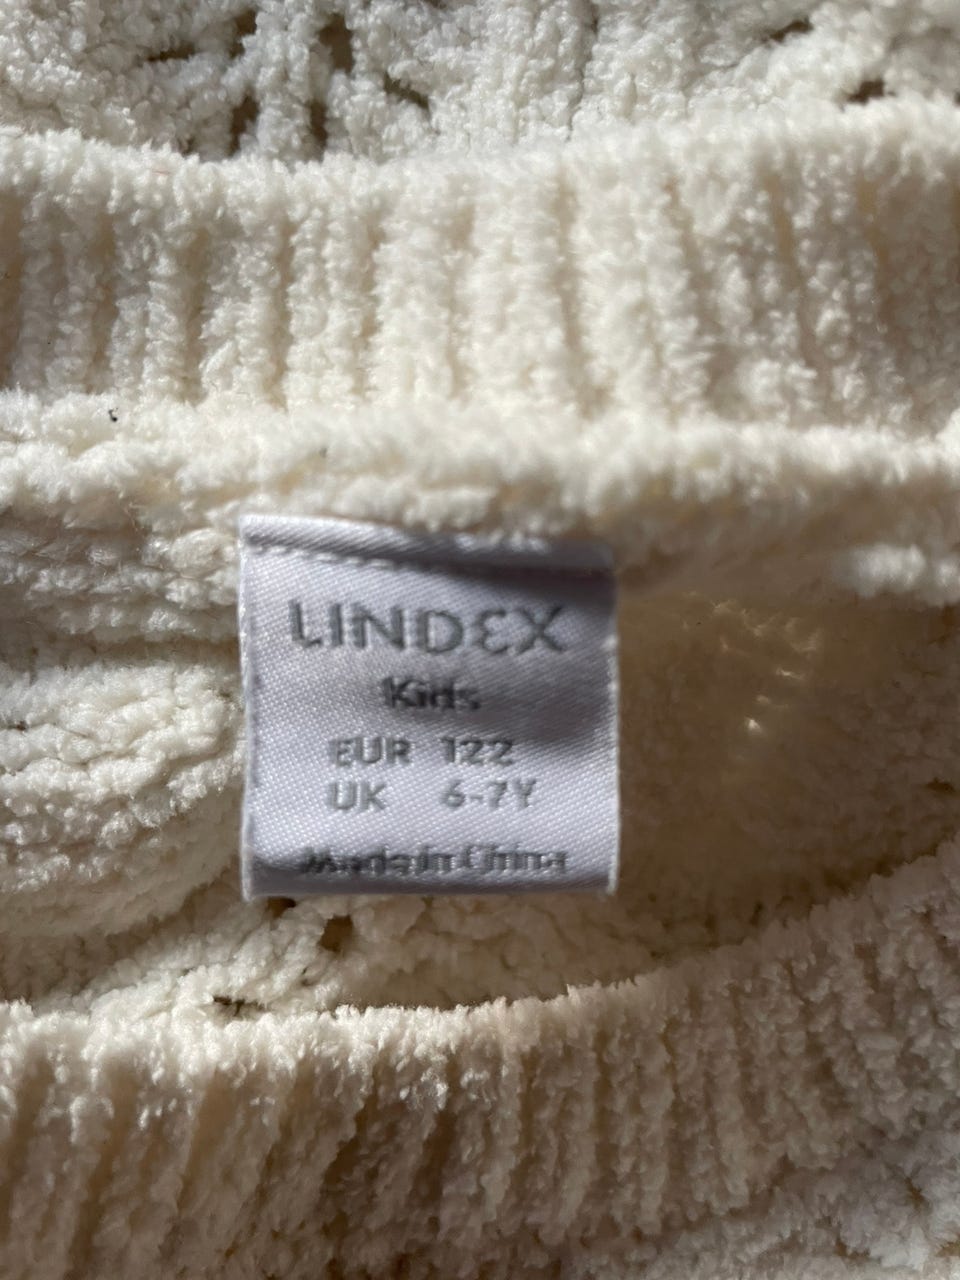 LINDEX
Kids
EUR 122
UK 6-7Y
Made in China